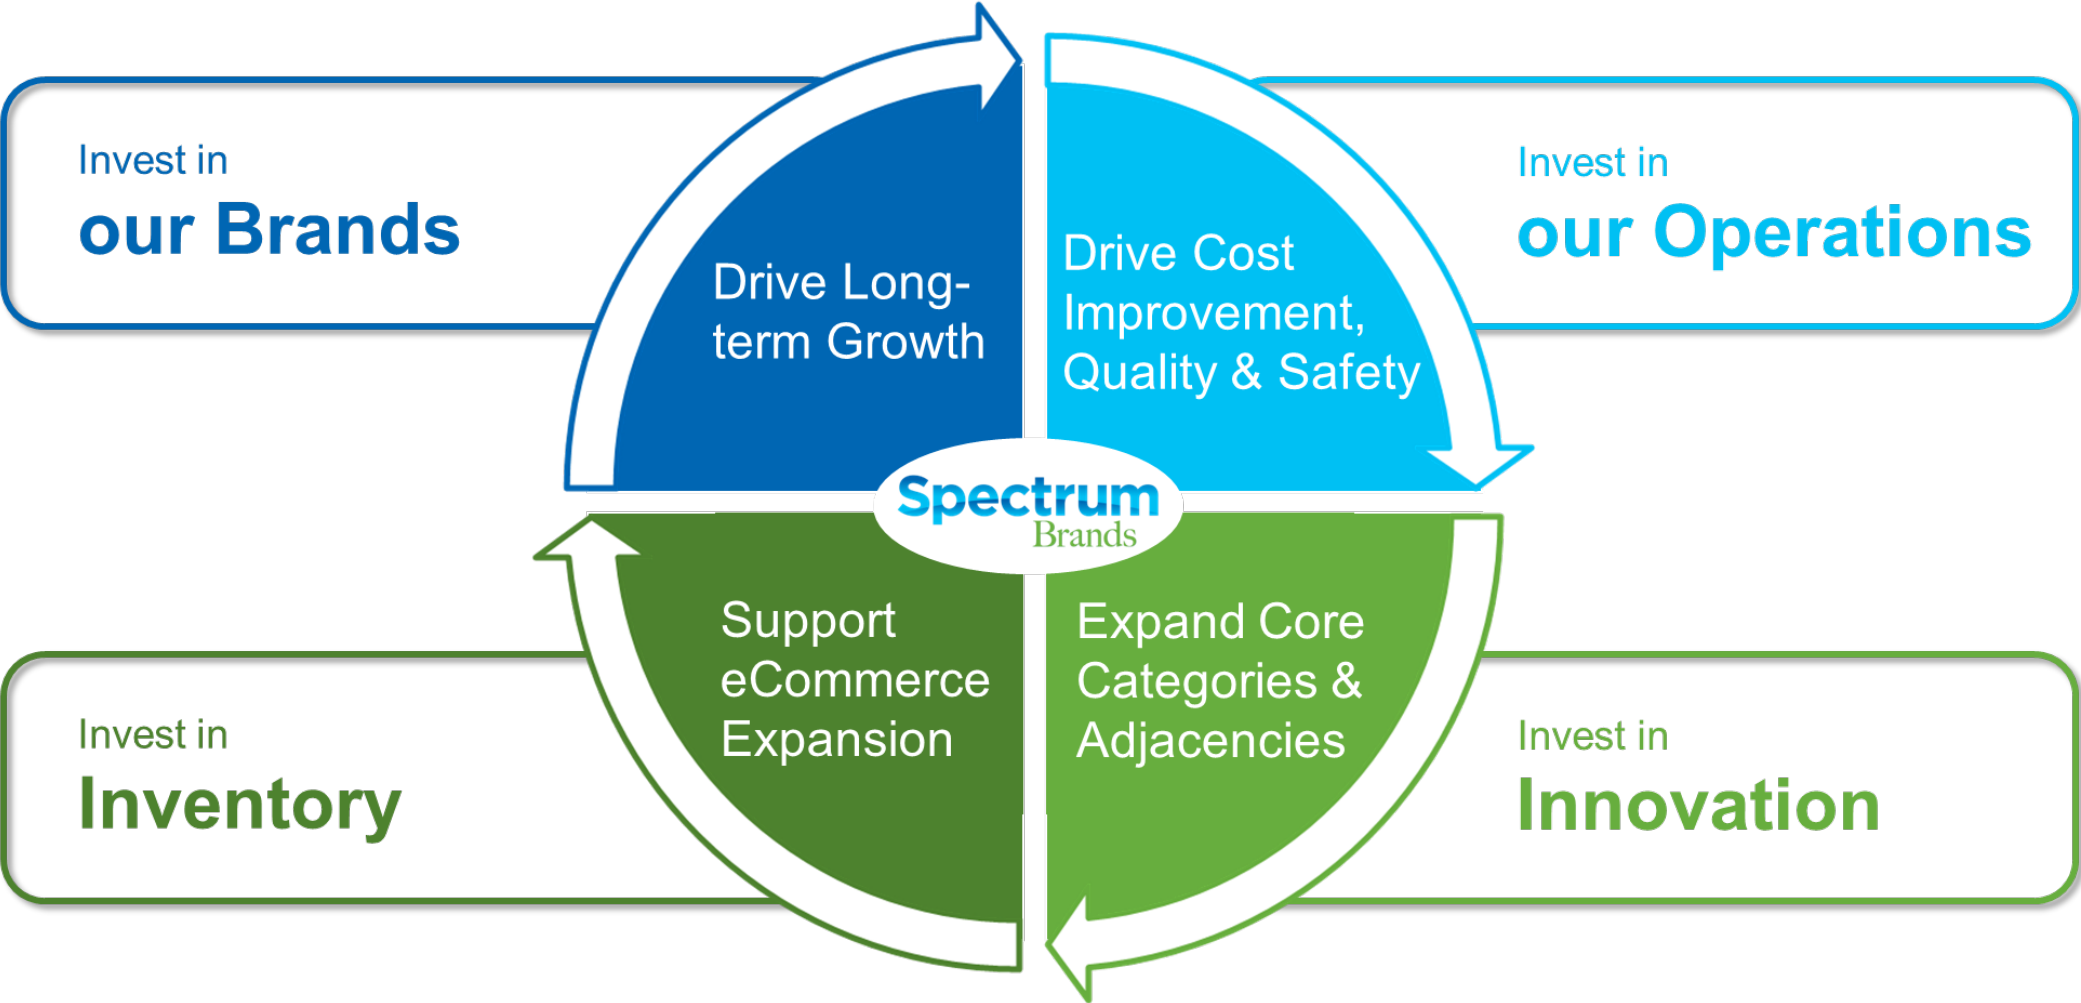 Invest in
our Brands
Drive Long-
term Growth
Drive Cost
Improvement,
Quality & Safety
Invest in
our Operations
Spectrum
Brands
Invest in
Inventory
Support
eCommerce
Expansion
Expand Core
Categories &
Adjacencies
Invest in
Innovation